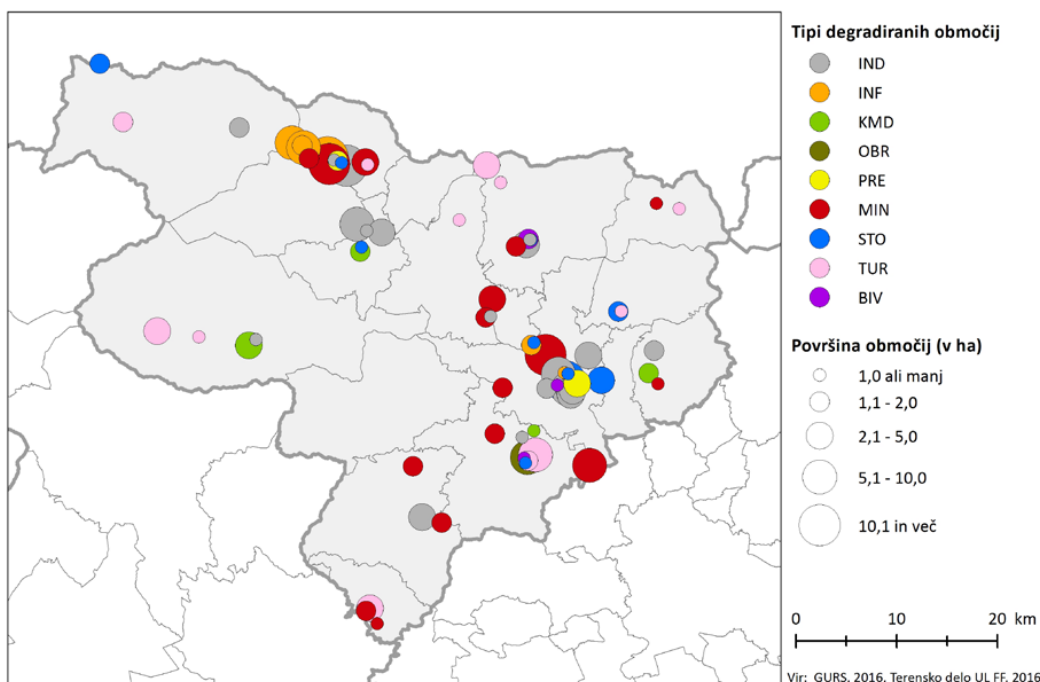 Tipi degradiranih območij
IND
INF
KMD
OBR
PRE
MIN
STO
TUR
BIV
Površina območij (v ha)
1,0 ali manj
1,1 - 2,0
2,1 - 5,0
5,1 - 10,0
10,1 in več
0 10 20 km
Vir: GURS, 2016, Terensko delo UL FF, 2016